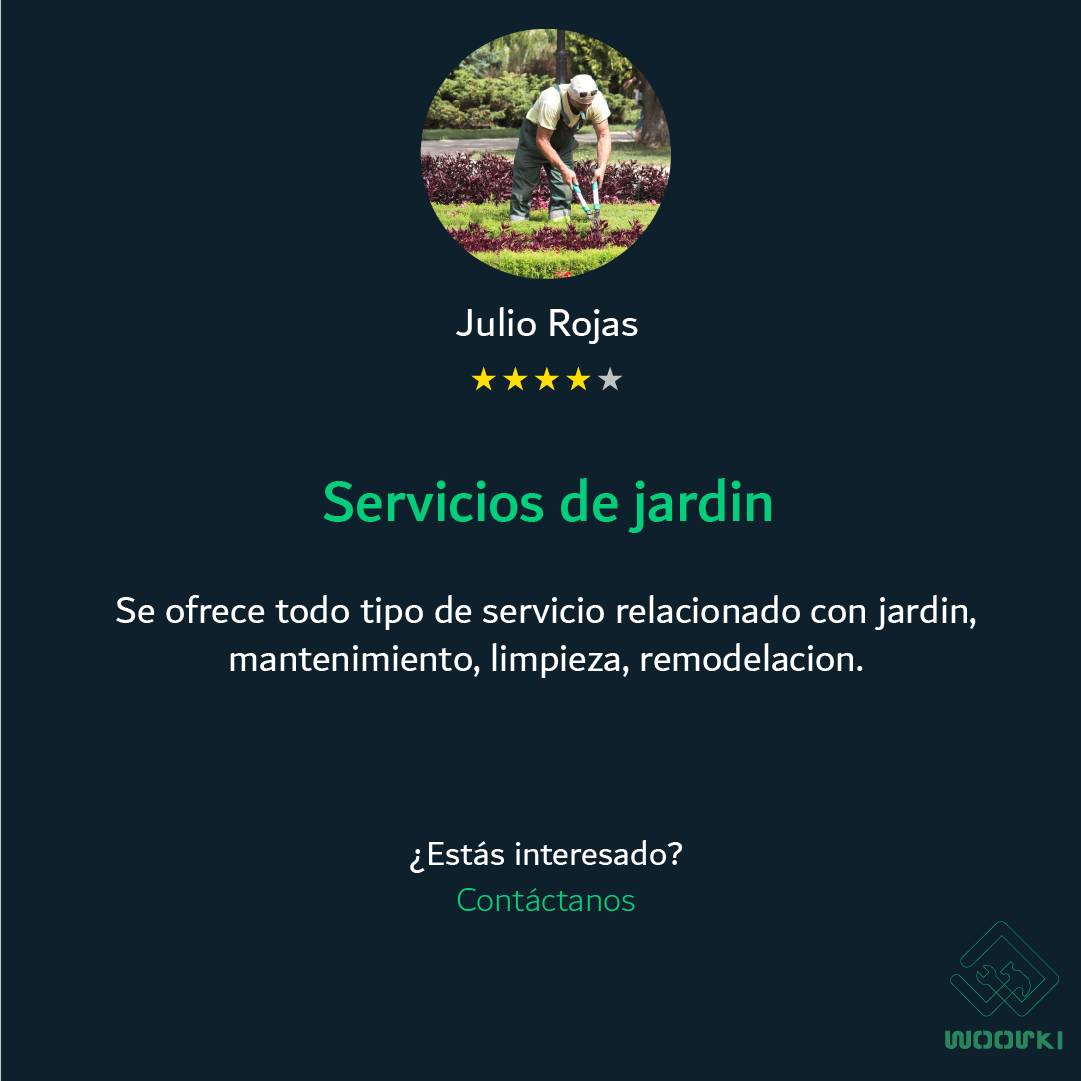 Julio Rojas
Servicios de jardin
Se ofrece todo tipo de servicio relacionado con jardin,
mantenimiento, limpieza, remodelacion.
¿Estás interesado?
Contáctanos
WOORKI